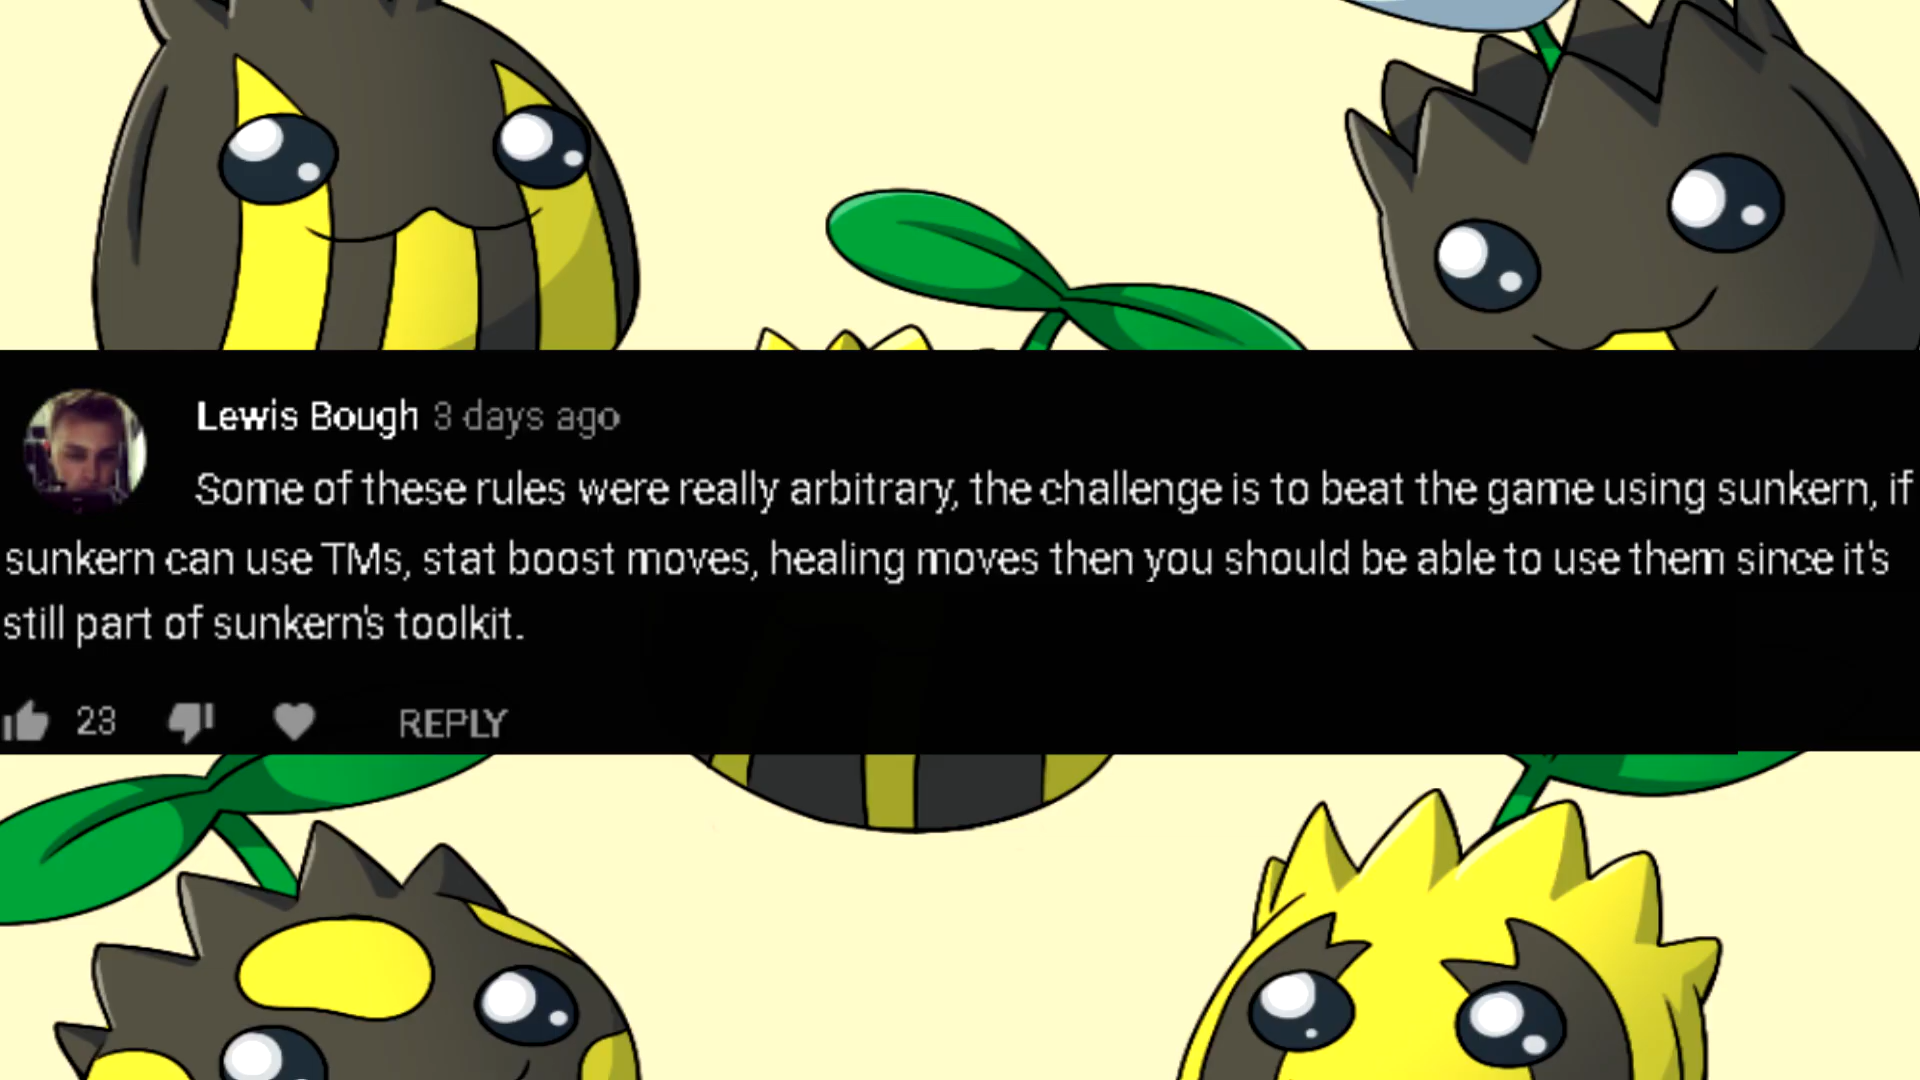 Lewis Bough 3 days ago
Some of these rules were really arbitrary, the challenge is to beat the game using sunkern, if
sunkern can use TMs, stat boost moves, healing moves then you should be able to use them since it's
still part of sunkern's toolkit.
23 REPLY